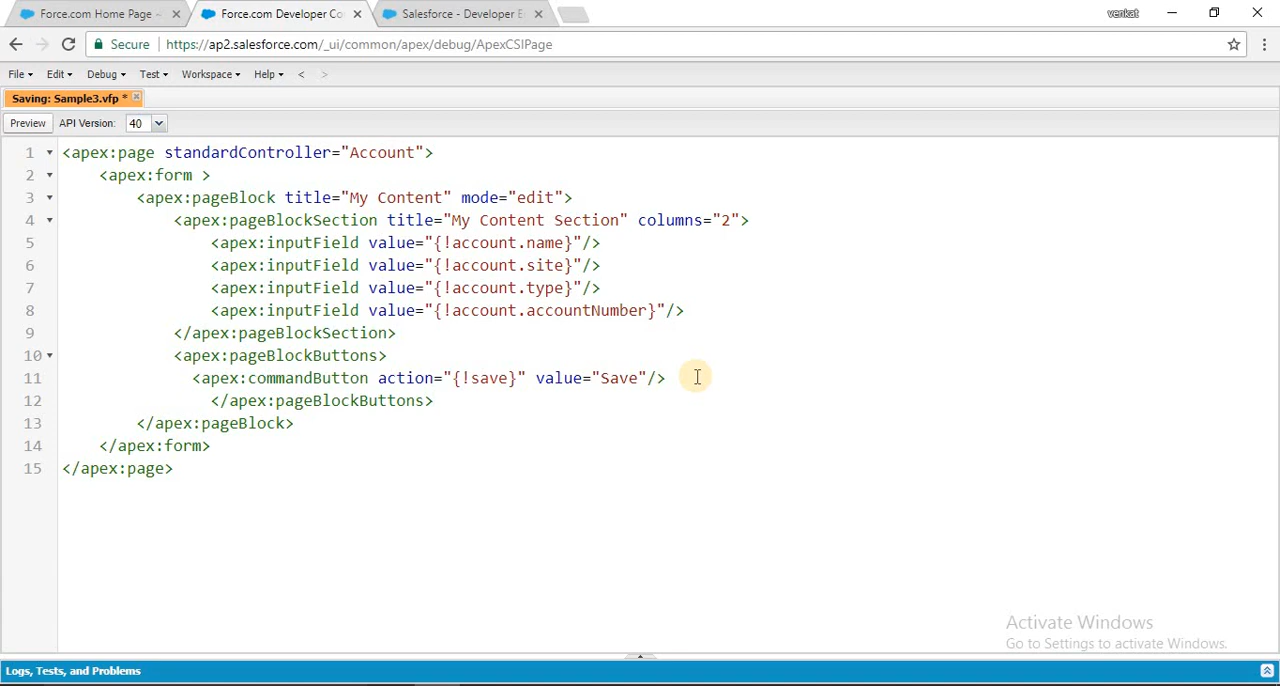 Force.com Home Page –
Force.com Developer Co
Salesforce - Developer E
venkat
Secure
https://ap2.salesforce.com/_ui/common/apex/debug/ApexCSIPage
File Edit Debug Test Workspace Help < >
Saving: Sample3.vfp *
Preview API Version: 40
1 <apex:page standardController="Account">
2 <apex:form >
3 <apex:pageBlock title="My Content" mode="edit">
4 <apex:pageBlockSection title="My Content Section" columns="2">
5 <apex:inputField value="{!account.name}"/>
6 <apex:inputField value="{!account.site}"/>
7 <apex:inputField value="{!account.type}"/>
8 <apex:inputField value="{!account.accountNumber}"/>
9 </apex:pageBlockSection>
10 <apex:pageBlockButtons>
11 <apex:commandButton action="{!save}" value="Save"/>
12 </apex:pageBlockButtons>
13 </apex:pageBlock>
14 </apex:form>
15 </apex:page>
Activate Windows
Go to Settings to activate Windows.
Logs, Tests, and Problems